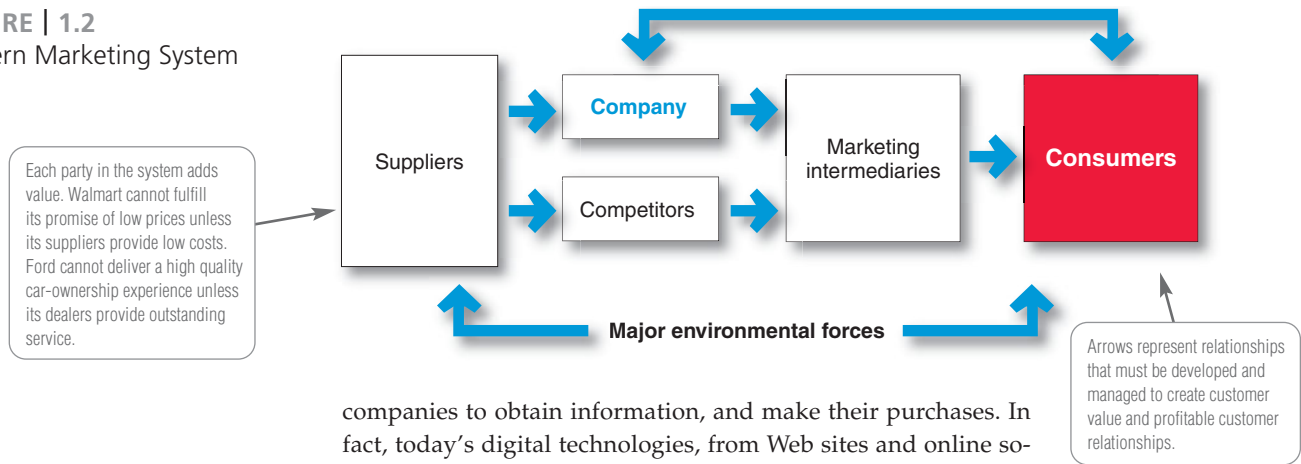 RE | 1.2
ern Marketing System
Each party in the system adds
value. Walmart cannot fulfill
its promise of low prices unless
its suppliers provide low costs.
Ford cannot deliver a high quality
car-ownership experience unless
its dealers provide outstanding
service.
Suppliers
Company
Competitors
Marketing
intermediaries
Consumers
Major environmental forces
Arrows represent relationships
that must be developed and
managed to create customer
value and profitable customer
relationships.
companies to obtain information, and make their purchases. In
fact, today's digital technologies, from Web sites and online so-